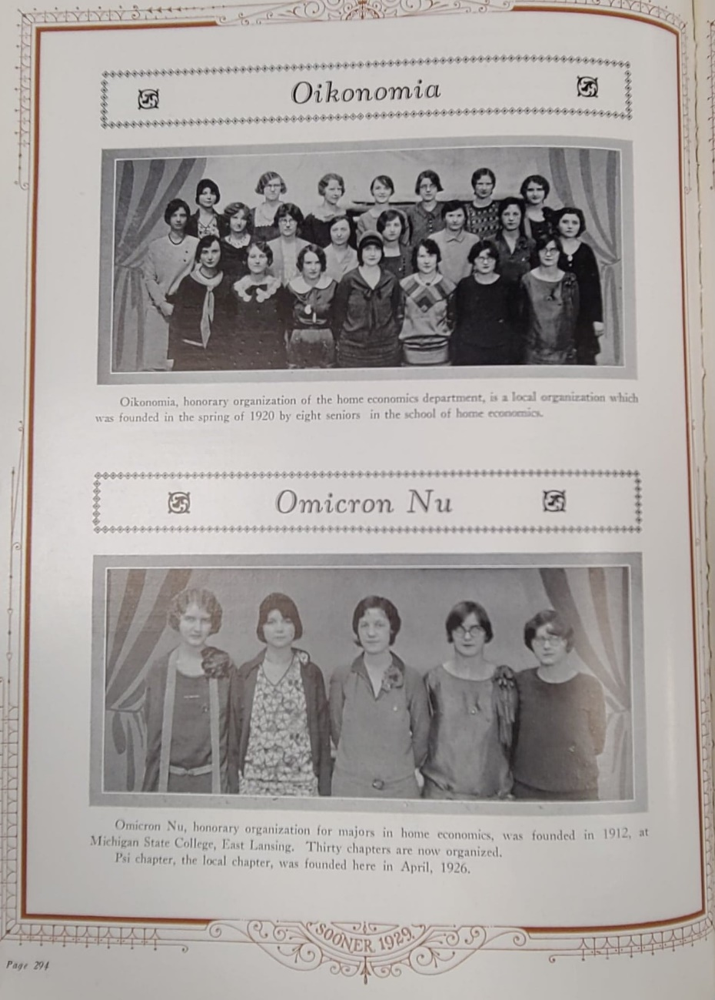 Oikonomia
Oikonomia, honorary organization of the home economics department, is a local organization which
was founded in the spring of 1920 by eight seniors in the school of home economics.
Omicron Nu
Omicron Nu, honorary organization for majors in home economics, was founded in 1912, at
Michigan State College, East Lansing. Thirty chapters are now organized.
Psi chapter, the local chapter, was founded here in April, 1926.
SOONER 1929
Page 294